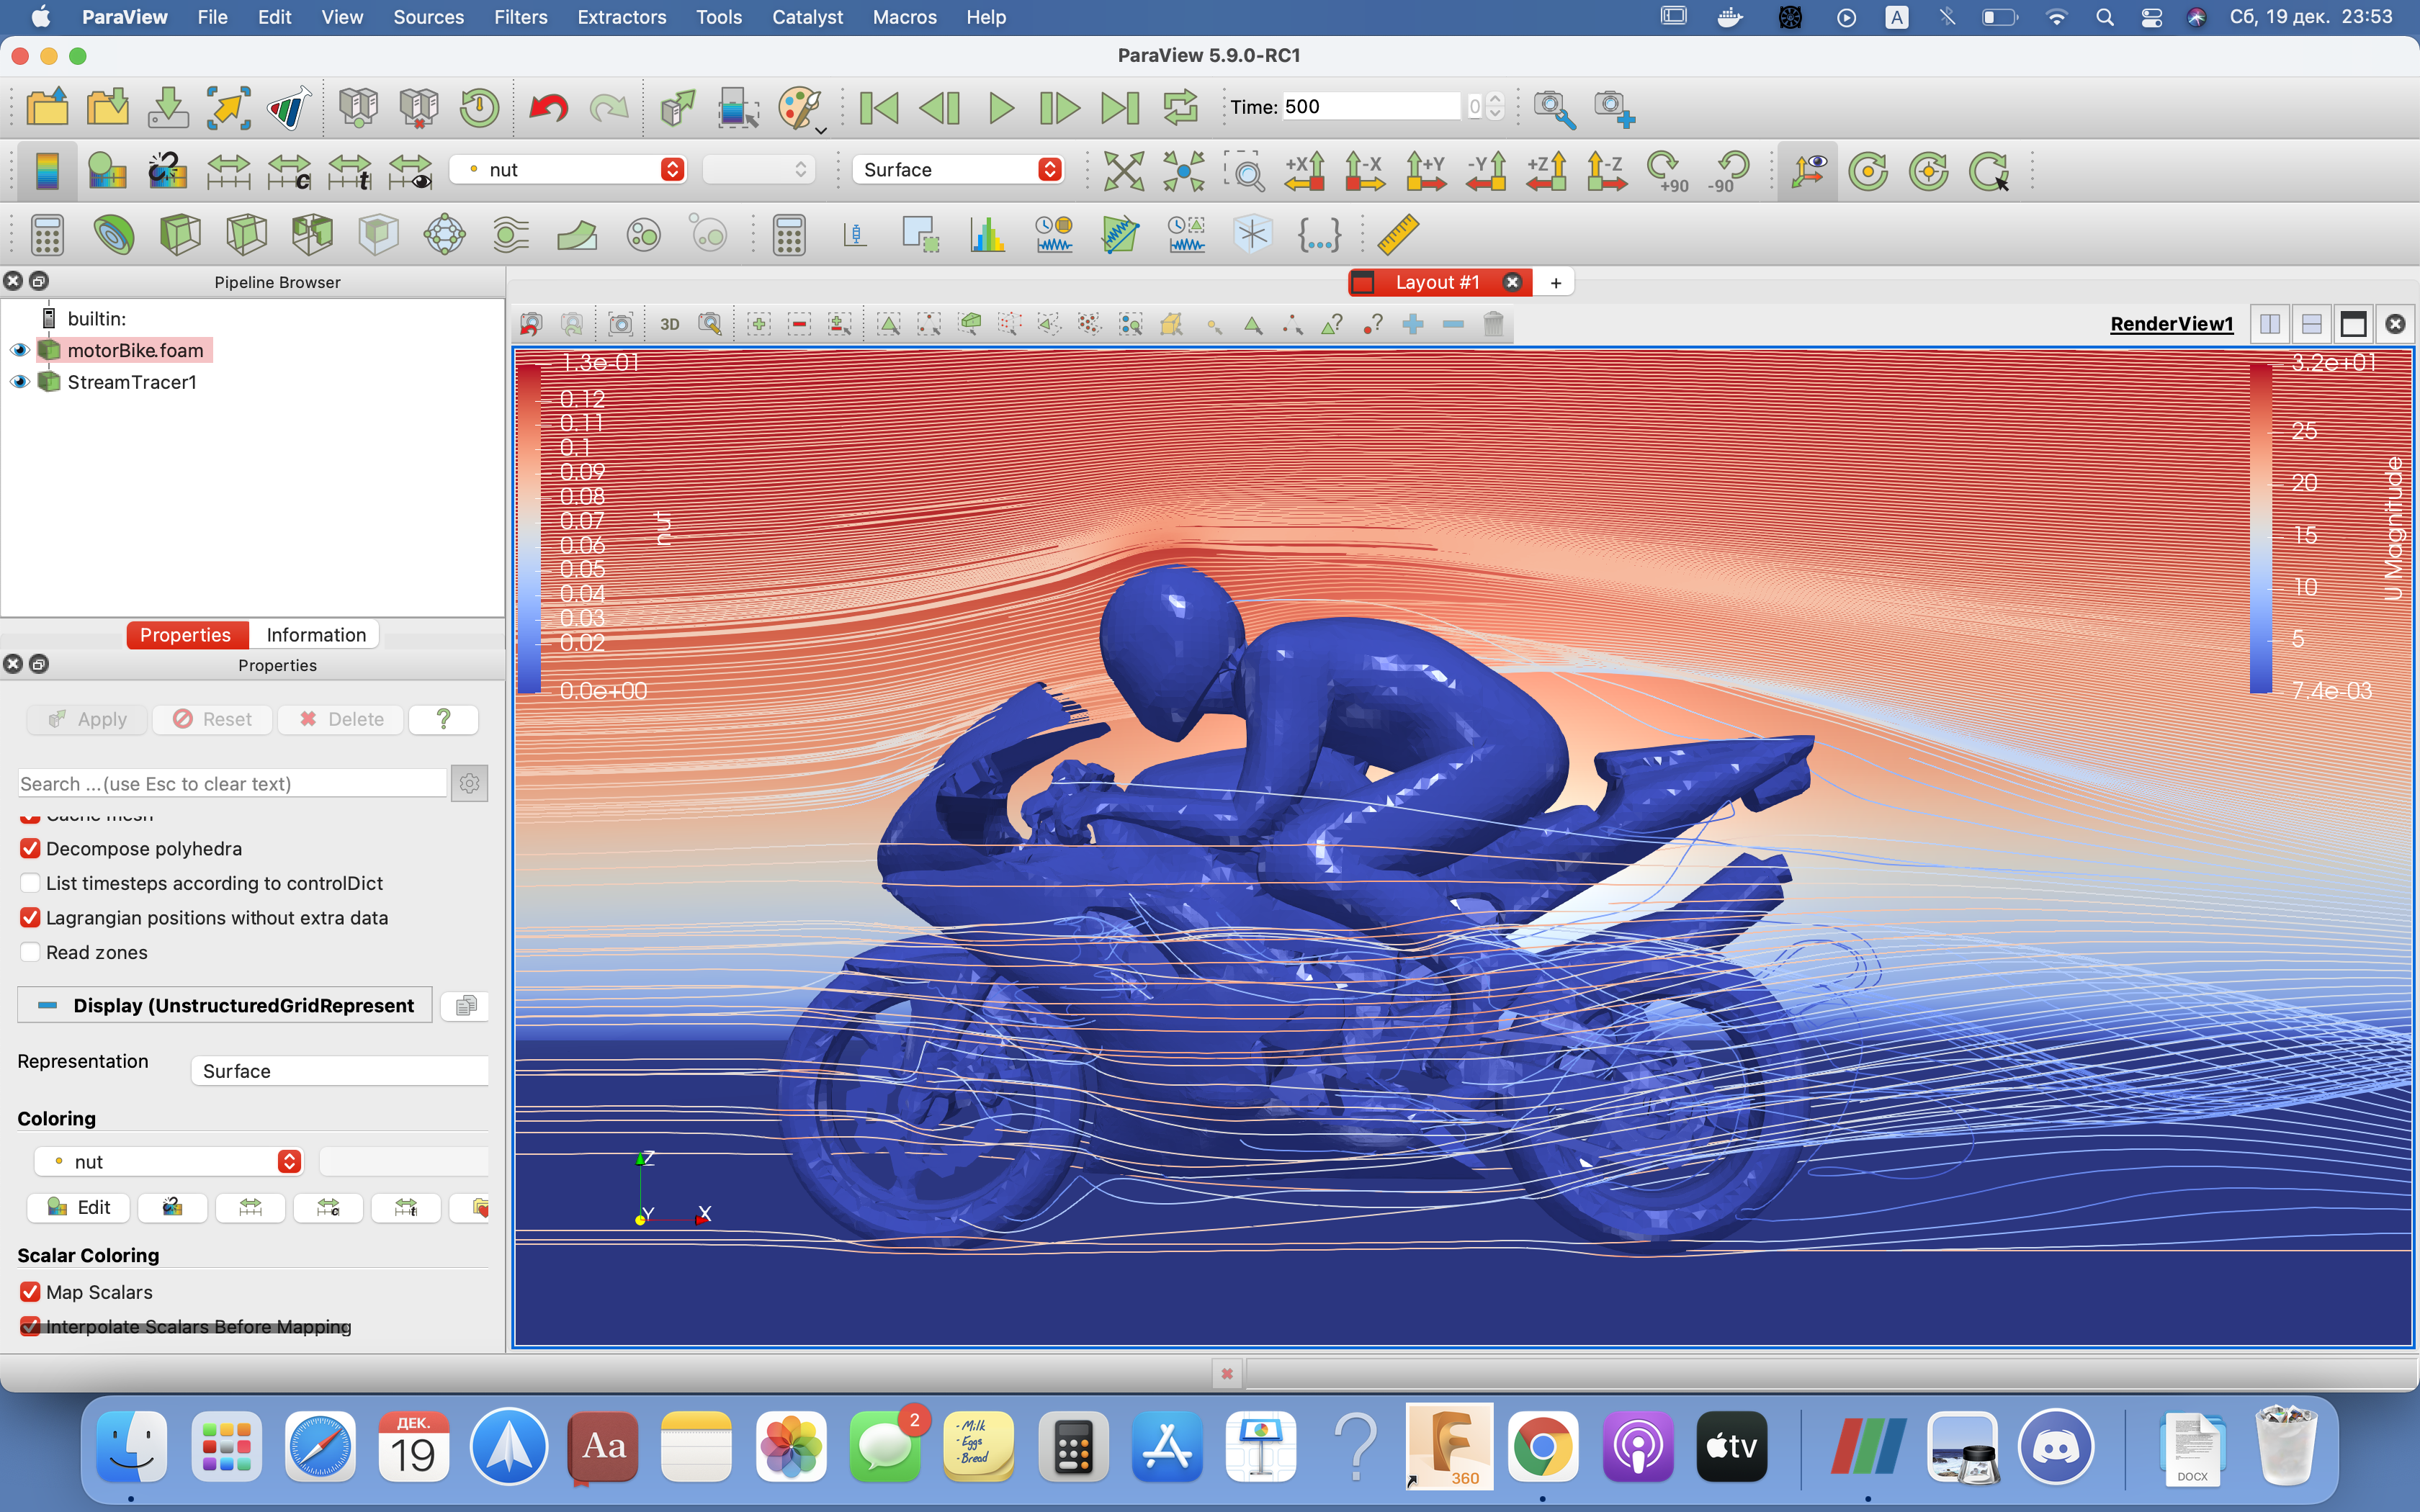 ParaView File Edit View Sources Filters Extractors Tools Catalyst Macros Help A Сб, 19 дек. 23:53
ParaView 5.9.0-RC1
Time: 500 0
c t nut Surface +X -X +Y -Y +Z -Z +90 -90
{...}
Pipeline Browser
builtin:
motorBike.foam
StreamTracer1
Properties Information
Properties
Apply Reset Delete ?
Search ...(use Esc to clear text)
Cache mesh
Decompose polyhedra
List timesteps according to controlDict
Lagrangian positions without extra data
Read zones
Display (UnstructuredGridRepresent
Representation
Surface
Coloring
nut
Edit c t
Scalar Coloring
Map Scalars
Interpolate Scalars Before Mapping
Layout #1 +
3D ? ? RenderView1
1.3e-01
0.12
0.11
0.1
0.09
0.08
0.07
0.06
0.05
0.04
0.03
0.02
0.0e+00
nut
3.2e+01
25
20
15
10
5
7.4e-03
U Magnitude
Z
Y X
ДЕК.
19
Aa
2
- Milk
- Eggs
- Bread
?
F
360
tv
DOCX